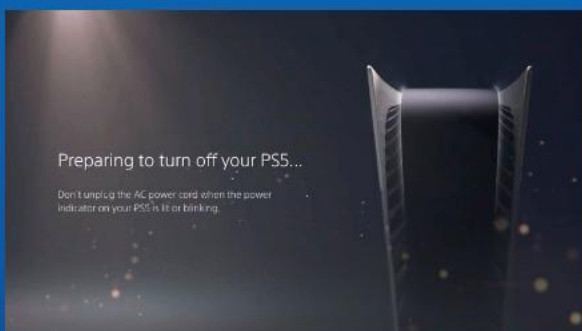 Preparing to turn off your PS5...
Don't unplug the AC power cord when the power
indicator on your PS5 is lit or blinking.